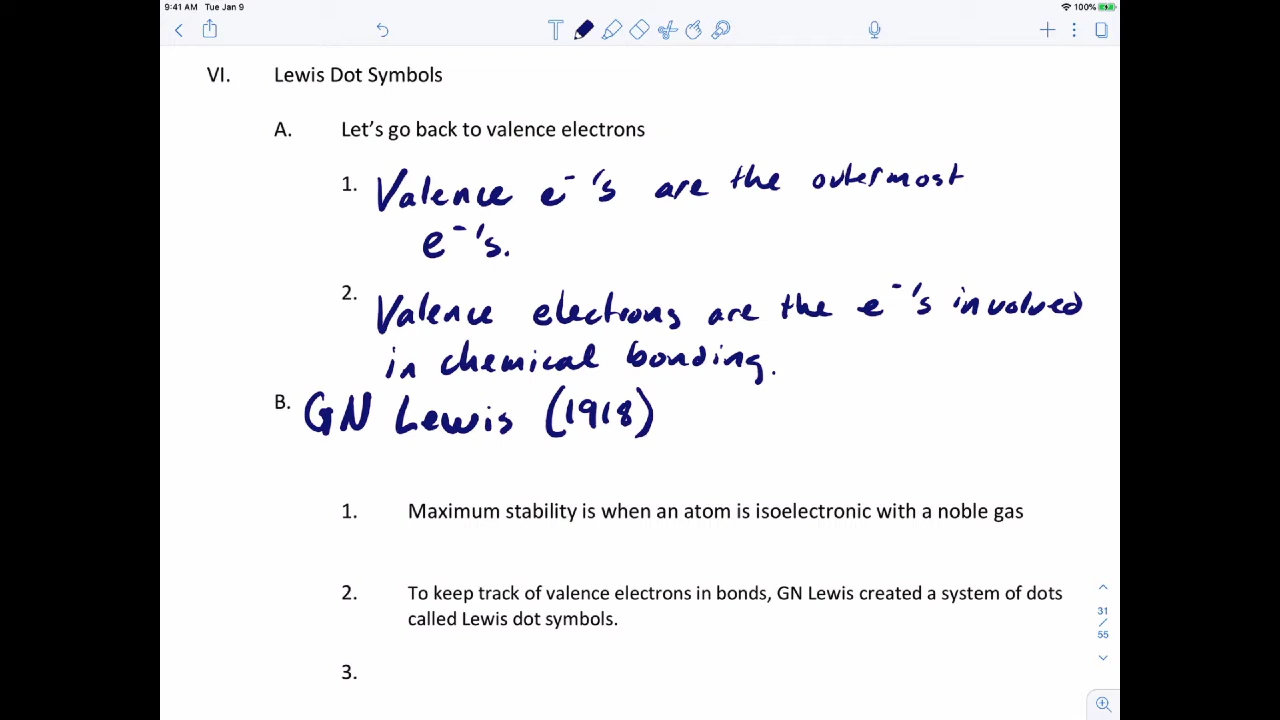 9:41 AM Tue Jan 9
100%
VI. Lewis Dot Symbols
A. Let's go back to valence electrons
1. Valence e⁻'s are the outermost
e⁻'s.
2. Valence electrons are the e⁻'s involved
in chemical bonding.
B. GN Lewis (1918)
1. Maximum stability is when an atom is isoelectronic with a noble gas
2. To keep track of valence electrons in bonds, GN Lewis created a system of dots
called Lewis dot symbols.
31
/
55
3.